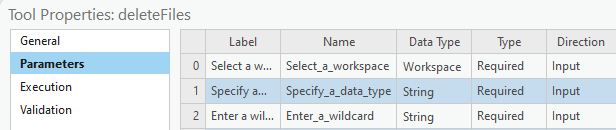 Tool Properties: deleteFiles
General
Parameters
Execution
Validation
Label Name Data Type Type Direction
0 Select a w... Select_a_workspace Workspace Required Input
1 Specify a... Specify_a_data_type String Required Input
2 Enter a wil... Enter_a_wildcard String Required Input